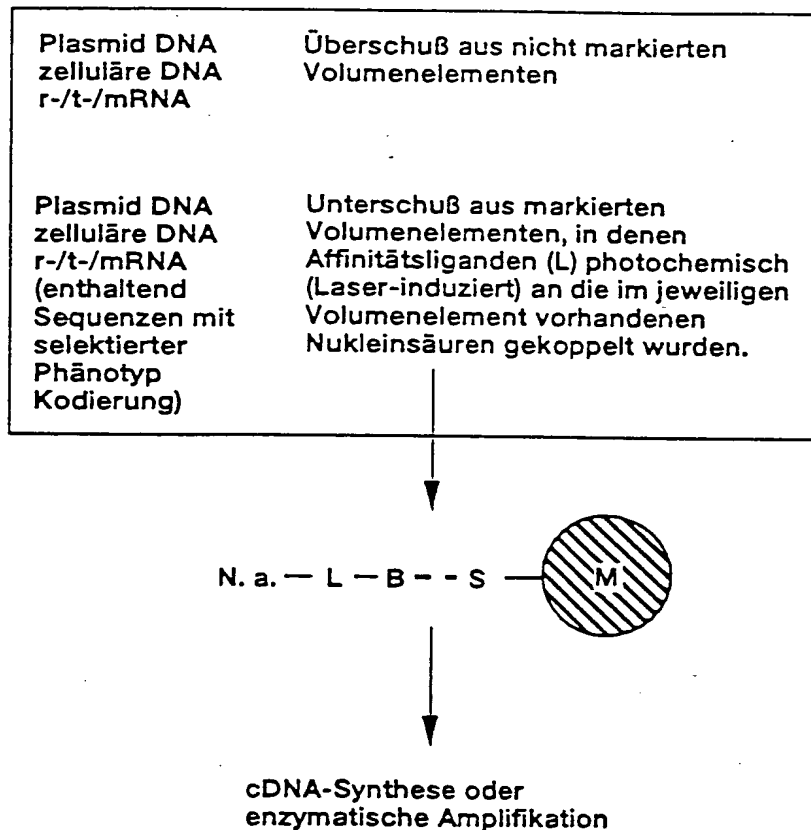 Plasmid DNA
zelluläre DNA
r-/t-/mRNA
Überschuß aus nicht markierten
Volumenelementen
Plasmid DNA
zelluläre DNA
r-/t-/mRNA
(enthaltend
Sequenzen mit
selektierter
Phänotyp
Kodierung)
Unterschuß aus markierten
Volumenelementen, in denen
Affinitätsliganden (L) photochemisch
(Laser-induziert) an die im jeweiligen
Volumenelement vorhandenen
Nukleinsäuren gekoppelt wurden.
N. a. — L — B - - S — M
cDNA-Synthese oder
enzymatische Amplifikation